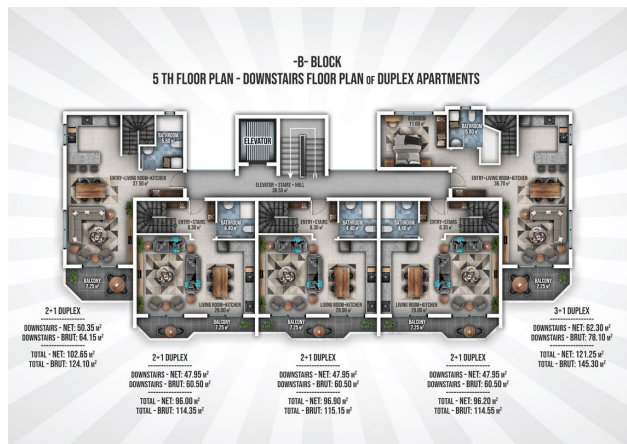 -B- BLOCK
5 TH FLOOR PLAN - DOWNSTAIRS FLOOR PLAN OF DUPLEX APARTMENTS
BATHROOM
ELEVATOR
BEDROOM
11.00 M²
BATHROOM
ENTRY+LIVING ROOM+KITCHEN
37.50 M²
ELEVATOR + STAIRS + HALL
ENTRY+LIVING ROOM+KITCHEN
36.70 M²
ENTRY+STAIRS
8.30 M²
BATHROOM
4.40 M²
ENTRY+STAIRS
8.30 M²
BATHROOM
4.40 M²
BATHROOM
4.40 M²
ENTRY+STAIRS
8.30 M²
BALCONY
7.25 M²
LIVING ROOM+KITCHEN
28.00 M²
LIVING ROOM+KITCHEN
28.00 M²
LIVING ROOM+KITCHEN
28.00 M²
BALCONY
7.25 M²
BALCONY
7.25 M²
BALCONY
7.25 M²
BALCONY
7.25 M²
2+1 DUPLEX
DOWNSTAIRS - NET: 50.35 M²
DOWNSTAIRS - BRUT: 64.15 M²
TOTAL - NET: 102.65 M²
TOTAL - BRUT: 124.10 M²
2+1 DUPLEX
DOWNSTAIRS - NET: 47.95 M²
DOWNSTAIRS - BRUT: 60.50 M²
TOTAL - NET: 96.00 M²
TOTAL - BRUT: 114.35 M²
2+1 DUPLEX
DOWNSTAIRS - NET: 47.95 M²
DOWNSTAIRS - BRUT: 60.50 M²
TOTAL - NET: 96.90 M²
TOTAL - BRUT: 115.15 M²
2+1 DUPLEX
DOWNSTAIRS - NET: 47.95 M²
DOWNSTAIRS - BRUT: 60.50 M²
TOTAL - NET: 96.20 M²
TOTAL - BRUT: 114.55 M²
3+1 DUPLEX
DOWNSTAIRS - NET: 62.30 M²
DOWNSTAIRS - BRUT: 78.10 M²
TOTAL - NET: 121.25 M²
TOTAL - BRUT: 145.30 M²